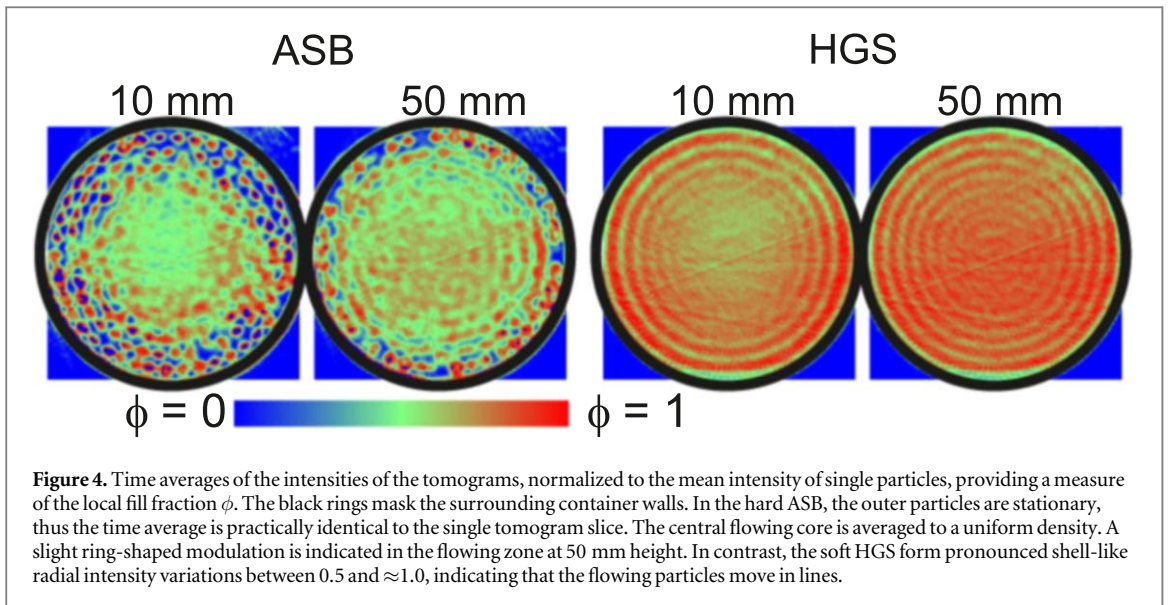 ASB HGS
10 mm 50 mm 10 mm 50 mm
ϕ = 0 ϕ = 1
Figure 4. Time averages of the intensities of the tomograms, normalized to the mean intensity of single particles, providing a measure
of the local fill fraction ϕ. The black rings mask the surrounding container walls. In the hard ASB, the outer particles are stationary,
thus the time average is practically identical to the single tomogram slice. The central flowing core is averaged to a uniform density. A
slight ring-shaped modulation is indicated in the flowing zone at 50 mm height. In contrast, the soft HGS form pronounced shell-like
radial intensity variations between 0.5 and ≈1.0, indicating that the flowing particles move in lines.